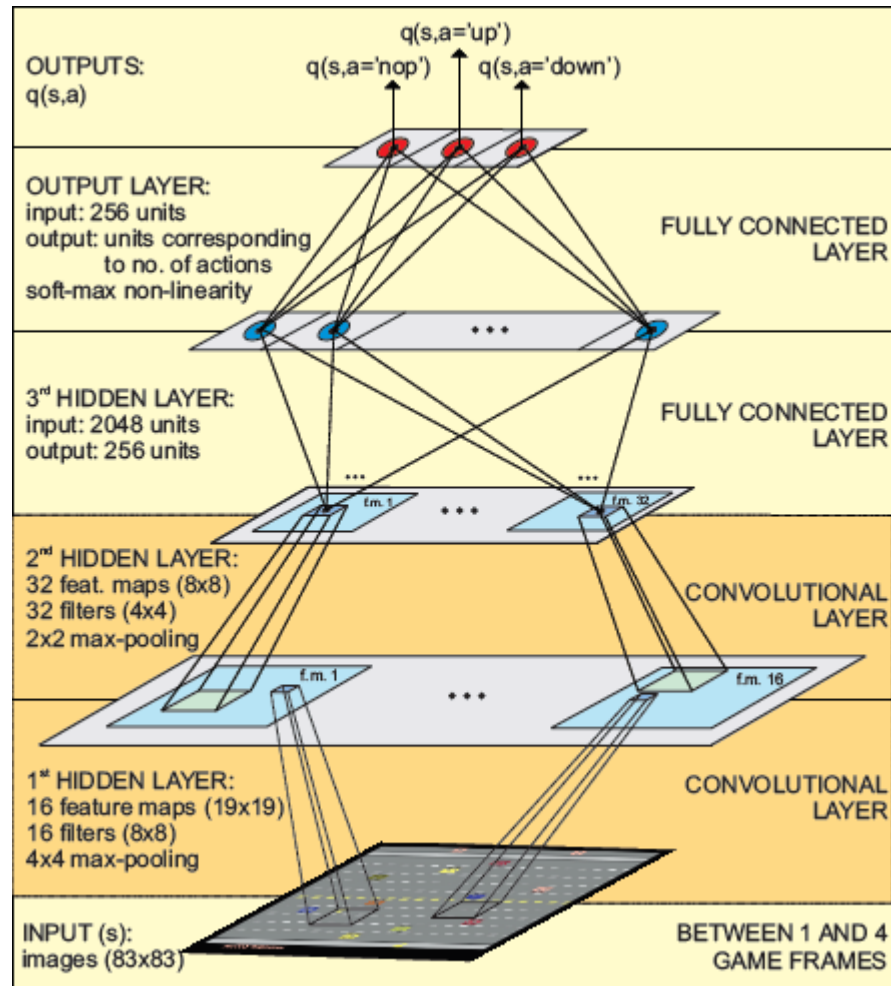 q(s,a='up')
q(s,a='nop')
q(s,a='down')
OUTPUTS:
q(s,a)
OUTPUT LAYER:
input: 256 units
output: units corresponding
to no. of actions
soft-max non-linearity
FULLY CONNECTED
LAYER
3rd HIDDEN LAYER:
input: 2048 units
output: 256 units
FULLY CONNECTED
LAYER
f.m. 1
f.m. 32
2nd HIDDEN LAYER:
32 feat. maps (8x8)
32 filters (4x4)
2x2 max-pooling
CONVOLUTIONAL
LAYER
f.m. 1
f.m. 16
1st HIDDEN LAYER:
16 feature maps (19x19)
16 filters (8x8)
4x4 max-pooling
CONVOLUTIONAL
LAYER
INPUT (s):
images (83x83)
BETWEEN 1 AND 4
GAME FRAMES